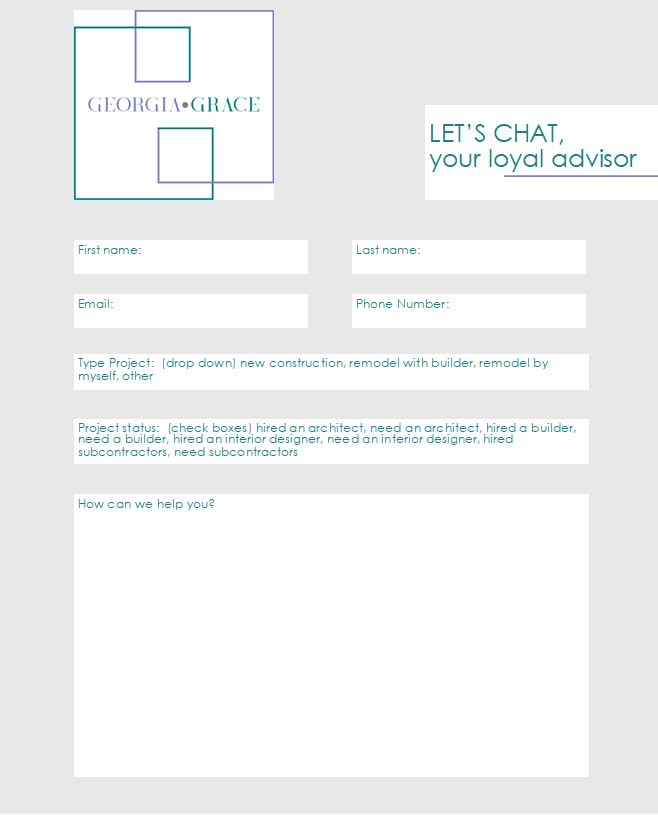 GEORGIA•GRACE
LET’S CHAT,
your loyal advisor
First name:
Last name:
Email:
Phone Number:
Type Project:  (drop down) new construction, remodel with builder, remodel by
myself, other
Project status:  (check boxes) hired an architect, need an architect, hired a builder,
need a builder, hired an interior designer, need an interior designer, hired
subcontractors, need subcontractors
How can we help you?